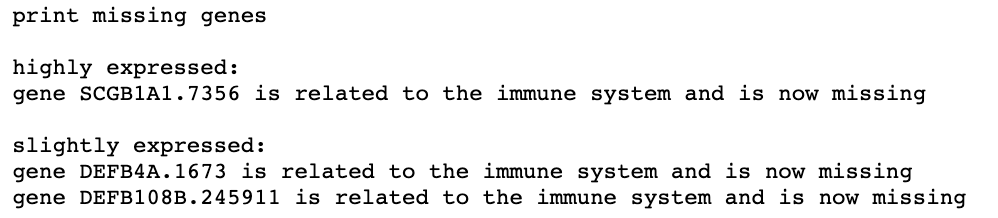 print missing genes
highly expressed:
gene SCGB1A1.7356 is related to the immune system and is now missing
slightly expressed:
gene DEFB4A.1673 is related to the immune system and is now missing
gene DEFB108B.245911 is related to the immune system and is now missing